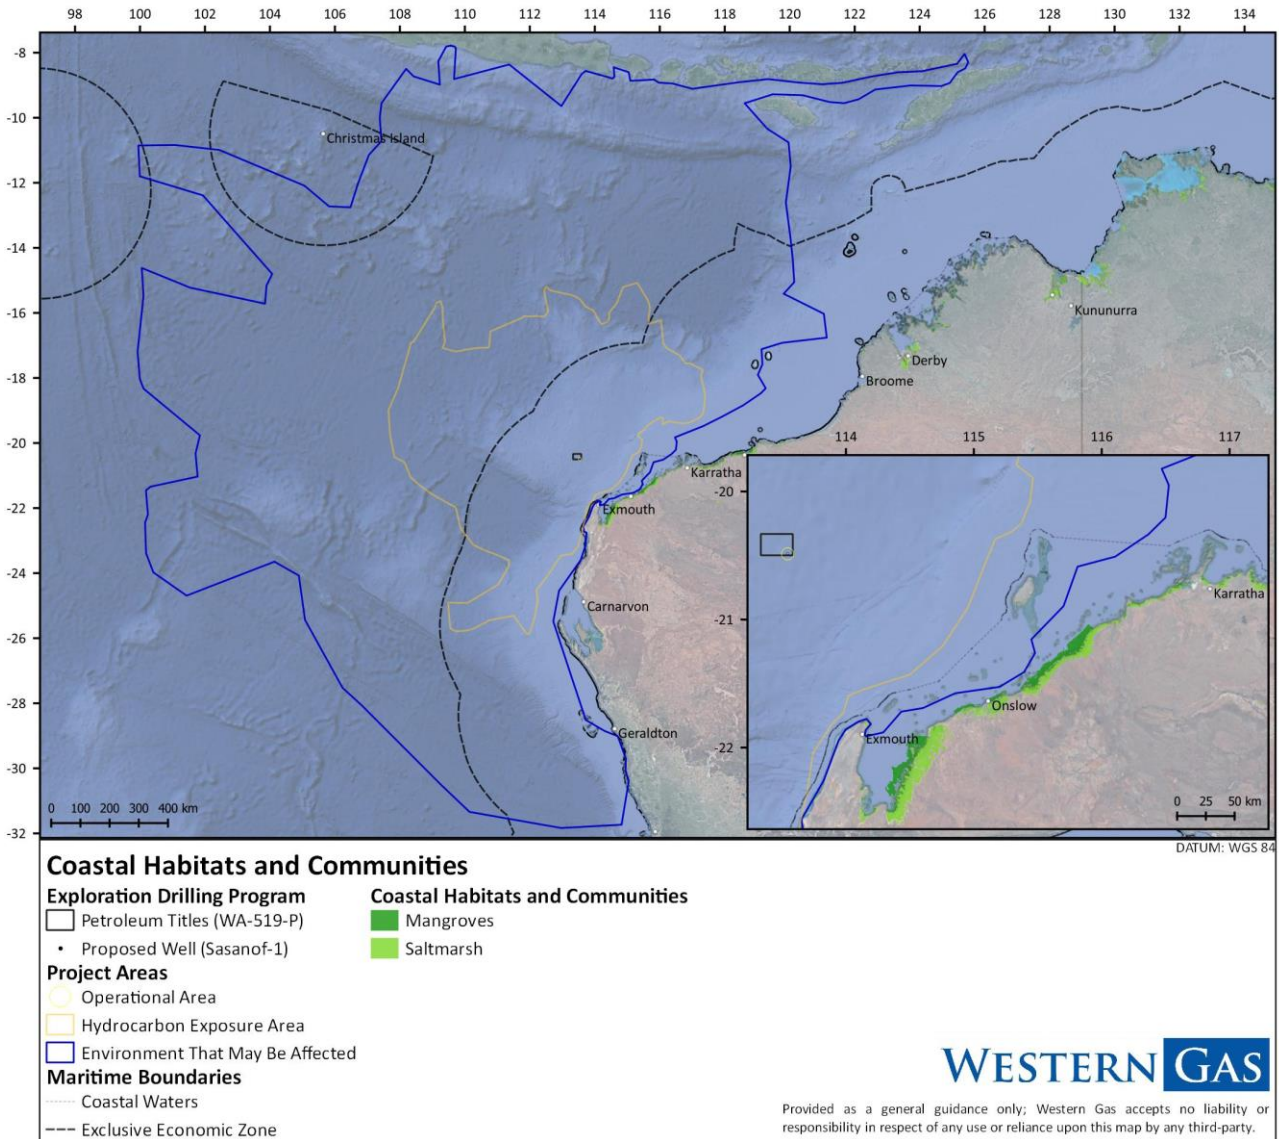 98 100 102 104 106 108 110 112 114 116 118 120 122 124 126 128 130 132 134
-8
-10
Christmas Island
-12
-14
-16
Kununurra
Derby
-18
Broome
-20
114 115 116 117
Karratha
-20
-22
Exmouth
-24
Carnarvon
-21
Karratha
-26
Onslow
-28
Geraldton
-22
Exmouth
-30
0 100 200 300 400 km
0 25 50 km
-32
DATUM: WGS 84
Coastal Habitats and Communities
Exploration Drilling Program
Petroleum Titles (WA-519-P)
Proposed Well (Sasanof-1)
Project Areas
Operational Area
Hydrocarbon Exposure Area
Environment That May Be Affected
Maritime Boundaries
Coastal Waters
Exclusive Economic Zone
Coastal Habitats and Communities
Mangroves
Saltmarsh
WESTERN GAS
Provided as a general guidance only; Western Gas accepts no liability or
responsibility in respect of any use or reliance upon this map by any third-party.